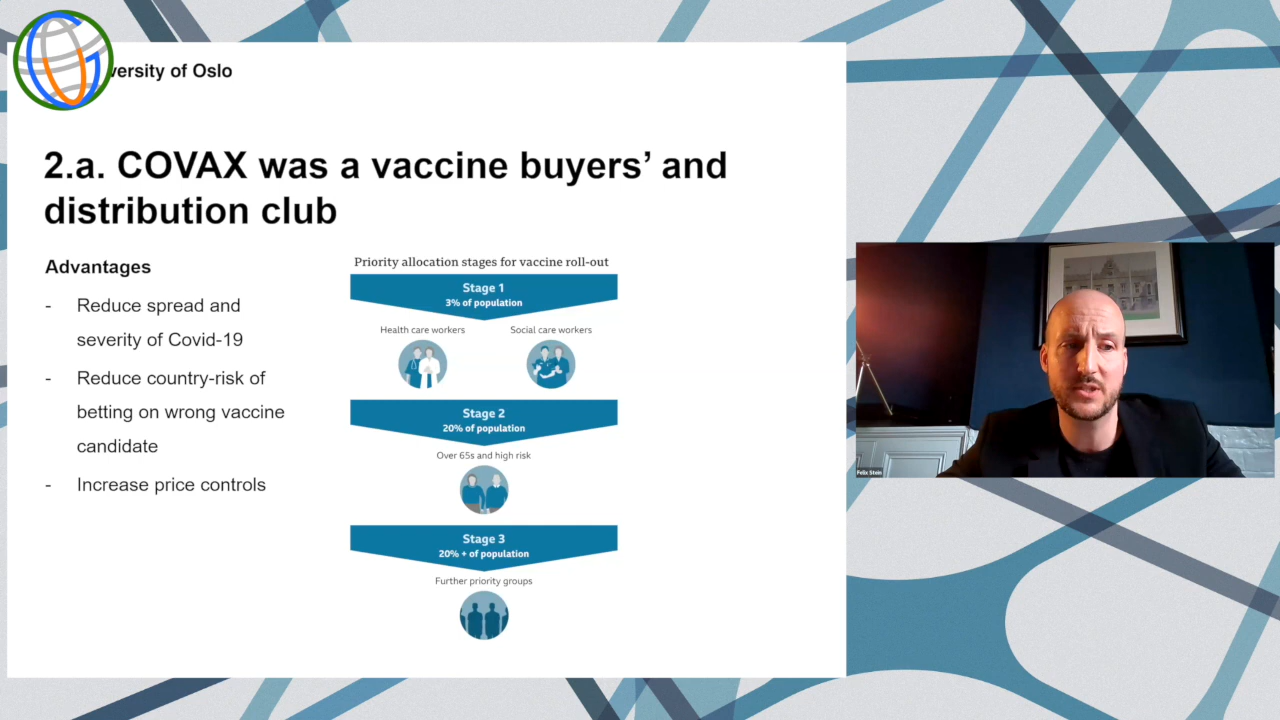 versity of Oslo
2.a. COVAX was a vaccine buyers’ and
distribution club
Advantages
- Reduce spread and
severity of Covid-19
- Reduce country-risk of
betting on wrong vaccine
candidate
- Increase price controls
Priority allocation stages for vaccine roll-out
Stage 1
3% of population
Health care workers
Social care workers
Stage 2
20% of population
Over 65s and high risk
Stage 3
20% + of population
Further priority groups
Felix Stein